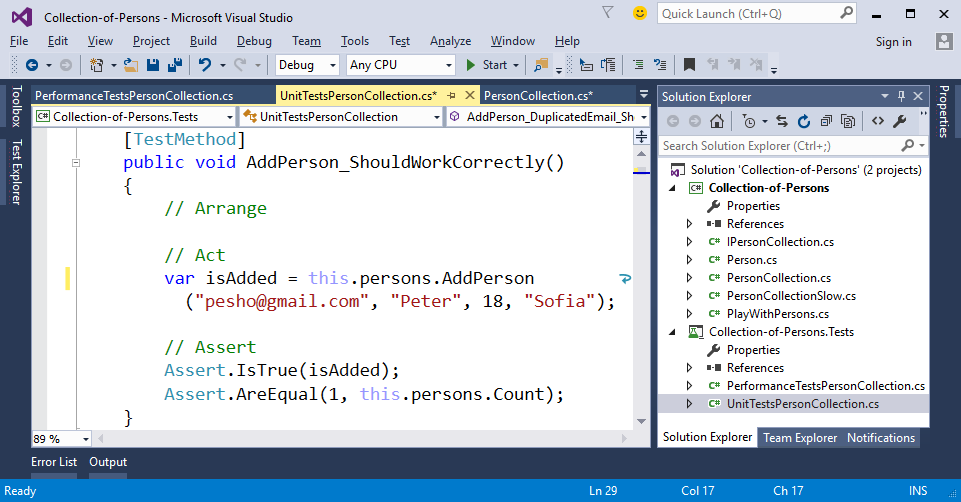 Collection-of-Persons - Microsoft Visual Studio
Quick Launch (Ctrl+Q)
File Edit View Project Build Debug Team Tools Test Analyze Window Help
Sign in
Debug Any CPU Start
Toolbox
Test Explorer
PerformanceTestsPersonCollection.cs UnitTestsPersonCollection.cs* PersonCollection.cs*
Collection-of-Persons.Tests UnitTestsPersonCollection AddPerson_DuplicatedEmail_Sh
[TestMethod]
public void AddPerson_ShouldWorkCorrectly()
{
// Arrange
// Act
var isAdded = this.persons.AddPerson
("pesho@gmail.com", "Peter", 18, "Sofia");
// Assert
Assert.IsTrue(isAdded);
Assert.AreEqual(1, this.persons.Count);
}
89 %
Solution Explorer
Search Solution Explorer (Ctrl+;)
Solution 'Collection-of-Persons' (2 projects)
C# Collection-of-Persons
Properties
References
C# IPersonCollection.cs
C# Person.cs
C# PersonCollection.cs
C# PersonCollectionSlow.cs
C# PlayWithPersons.cs
Collection-of-Persons.Tests
Properties
References
C# PerformanceTestsPersonCollection.cs
C# UnitTestsPersonCollection.cs
Solution Explorer Team Explorer Notifications
Properties
Error List Output
Ready Ln 29 Col 17 Ch 17 INS